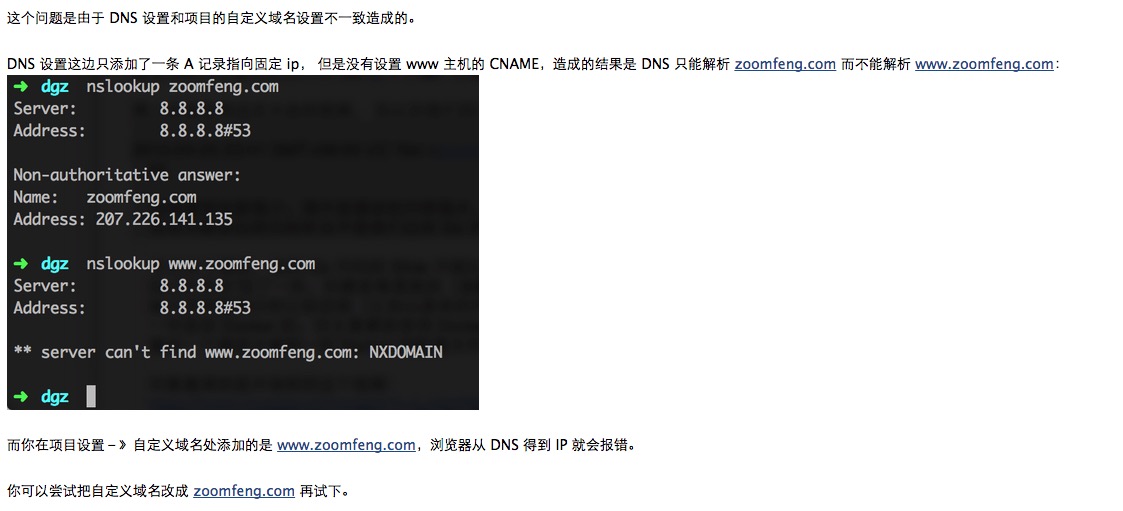 这个问题是由于 DNS 设置和项目的自定义域名设置不一致造成的。
DNS 设置这边只添加了一条 A 记录指向固定 ip， 但是没有设置 www 主机的 CNAME，造成的结果是 DNS 只能解析 zoomfeng.com 而不能解析 www.zoomfeng.com：
➜ dgz nslookup zoomfeng.com
Server: 8.8.8.8
Address: 8.8.8.8#53
Non-authoritative answer:
Name: zoomfeng.com
Address: 207.226.141.135
➜ dgz nslookup www.zoomfeng.com
Server: 8.8.8.8
Address: 8.8.8.8#53
** server can't find www.zoomfeng.com: NXDOMAIN
➜ dgz
而你在项目设置 – 》自定义域名处添加的是 www.zoomfeng.com，浏览器从 DNS 得到 IP 就会报错。
你可以尝试把自定义域名改成 zoomfeng.com 再试下。